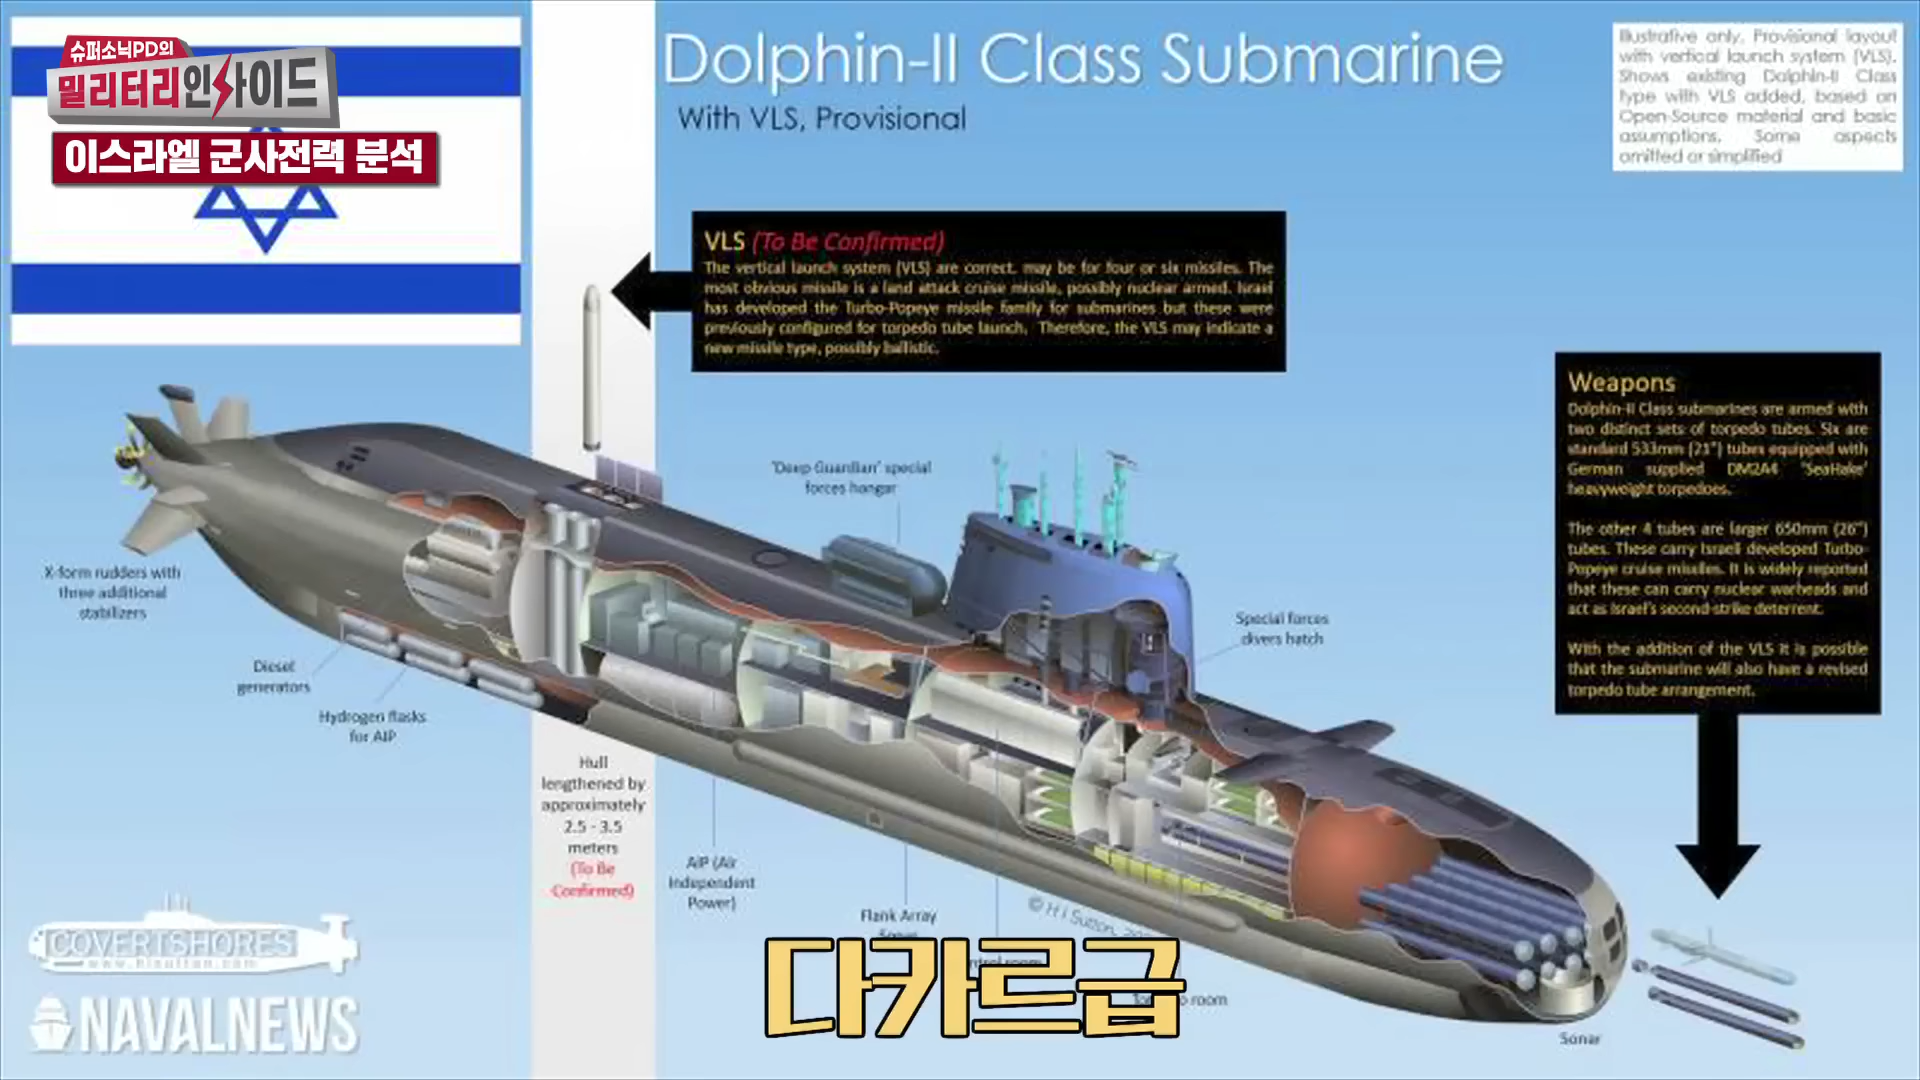 슈퍼소닉PD의
밀리터리인사이드
이스라엘 군사전력 분석
Dolphin-II Class Submarine
With VLS, Provisional
Illustrative only. Provisional layout
with vertical launch system (VLS).
Shows existing Dolphin-II Class
type with VLS added, based on
Open-Source material and basic
assumptions. Some aspects
omitted or simplified
VLS (To Be Confirmed)
The vertical launch system (VLS) are correct. may be for four or six missiles. The
most obvious missile is a land attack cruise missile, possibly nuclear armed. Israel
has developed the Turbo-Popeye missile family for submarines but these were
previously configured for torpedo tube launch. Therefore, the VLS may indicate a
new missile type, possibly ballistic.
Weapons
Dolphin-II Class submarines are armed with
two distinct sets of torpedo tubes. Six are
standard 533mm (21") tubes equipped with
German supplied DM2A4 'SeaHake'
heavyweight torpedoes.
The other 4 tubes are larger 650mm (26")
tubes. These carry Israeli developed Turbo-
Popeye cruise missiles. It is widely reported
that these can carry nuclear warheads and
act as Israel's second-strike deterrent.
With the addition of the VLS it is possible
that the submarine will also have a revised
torpedo tube arrangement.
'Deep Guardian' special
forces hangar
X-form rudders with
three additional
stabilizers
Special forces
divers hatch
Diesel
generators
Hydrogen flasks
for AIP
Hull
lengthened by
approximately
2.5 - 3.5
meters
(To Be
Confirmed)
AIP (Air
Independent
Power)
Flank Array
© H I Sutton,
room
Sonar
COVERTSHORES
www.hisutton.com
NAVALNEWS
다카르급